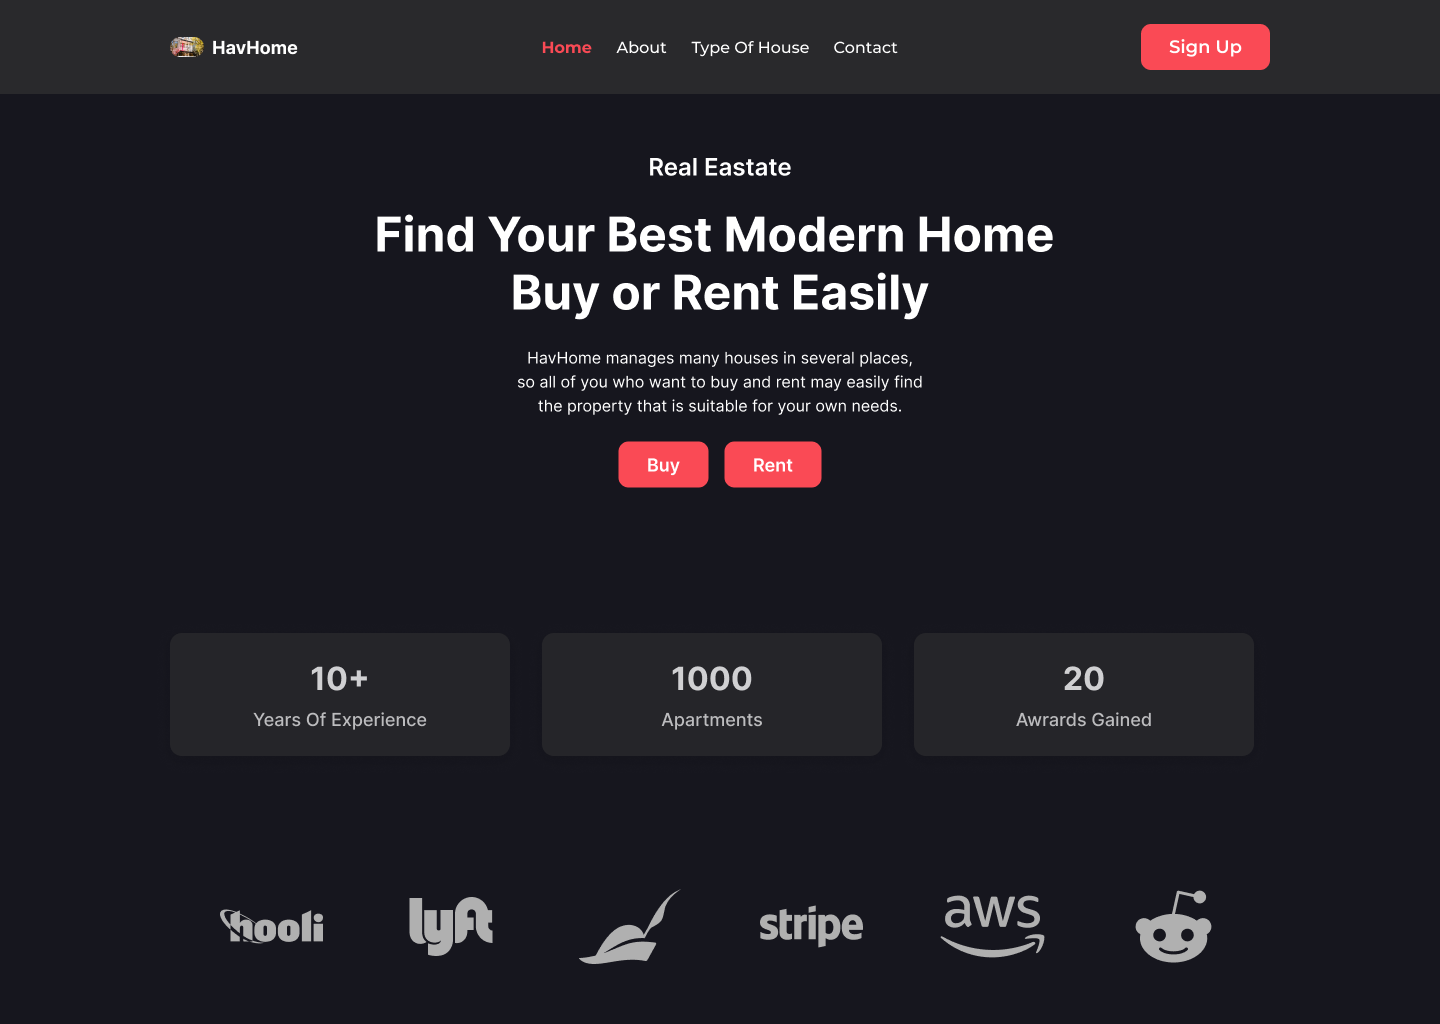 HavHome
Home About Type Of House Contact
Sign Up
Real Eastate
Find Your Best Modern Home
Buy or Rent Easily
HavHome manages many houses in several places,
so all of you who want to buy and rent may easily find
the property that is suitable for your own needs.
Buy Rent
10+ 1000 20
Years Of Experience Apartments Awrards Gained
hooli lyft stripe aws